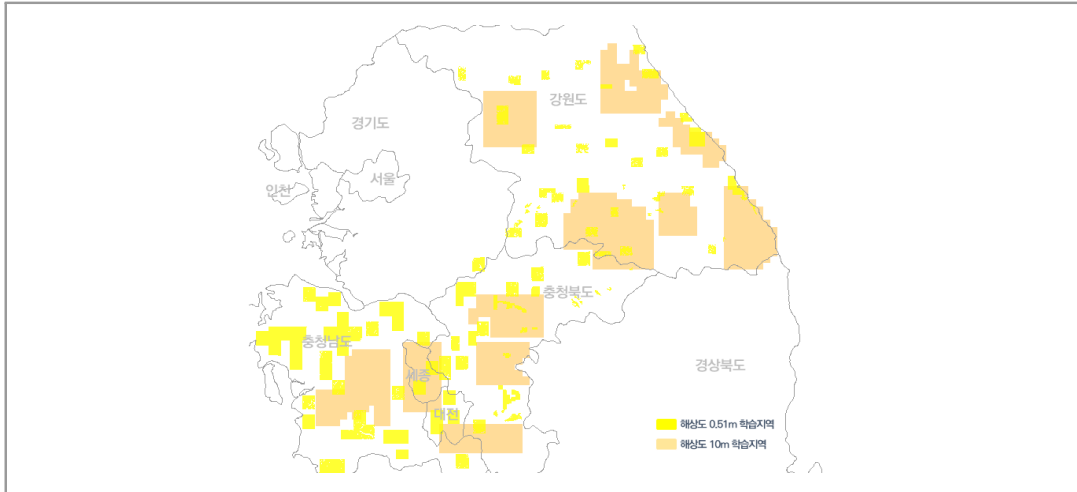 강원도
경기도
서울
인천
충청북도
충청남도
경상북도
세종
대전
해상도 0.51m 학습지역
해상도 10m 학습지역